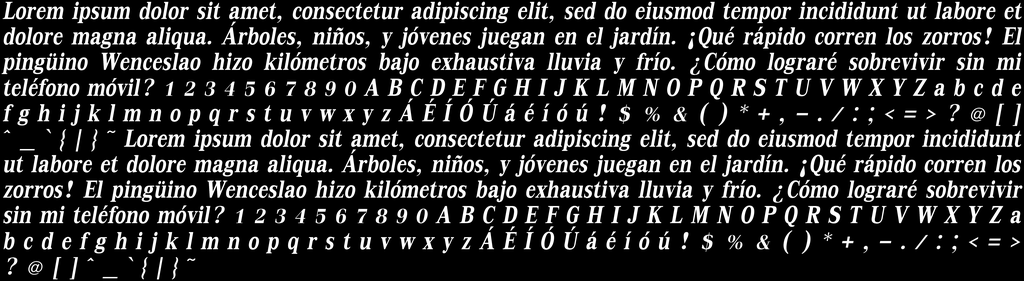 Lorem ipsum dolor sit amet, consectetur adipiscing elit, sed do eiusmod tempor incididunt ut labore et
dolore magna aliqua. Árboles, niños, y jóvenes juegan en el jardín. ¡Qué rápido corren los zorros! El
pingüino Wenceslao hizo kilómetros bajo exhaustiva lluvia y frío. ¿Cómo lograré sobrevivir sin mi
teléfono móvil? 1 2 3 4 5 6 7 8 9 0 A B C D E F G H I J K L M N O P Q R S T U V W X Y Z a b c d e
f g h i j k l m n o p q r s t u v w x y z Á É Í Ó Ú á é í ó ú ! $ % & ( ) * + , – . / : ; < = > ? @ [ ]
^ _ ` { | } ~ Lorem ipsum dolor sit amet, consectetur adipiscing elit, sed do eiusmod tempor incididunt
ut labore et dolore magna aliqua. Árboles, niños, y jóvenes juegan en el jardín. ¡Qué rápido corren los
zorros! El pingüino Wenceslao hizo kilómetros bajo exhaustiva lluvia y frío. ¿Cómo lograré sobrevivir
sin mi teléfono móvil? 1 2 3 4 5 6 7 8 9 0 A B C D E F G H I J K L M N O P Q R S T U V W X Y Z a
b c d e f g h i j k l m n o p q r s t u v w x y z Á É Í Ó Ú á é í ó ú ! $ % & ( ) * + , – . / : ; < = >
? @ [ ] ^ _ ` { | } ~